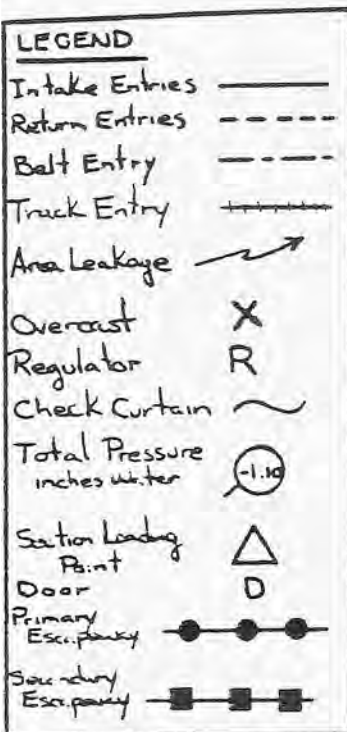 LEGEND
Intake Entries
Return Entries
Belt Entry
Track Entry
Area Leakage
Overcast X
Regulator R
Check Curtain
Total Pressure
inches water -1.10
Section Loading
Point
Door D
Primary
Escapeway
Secondary
Escapeway